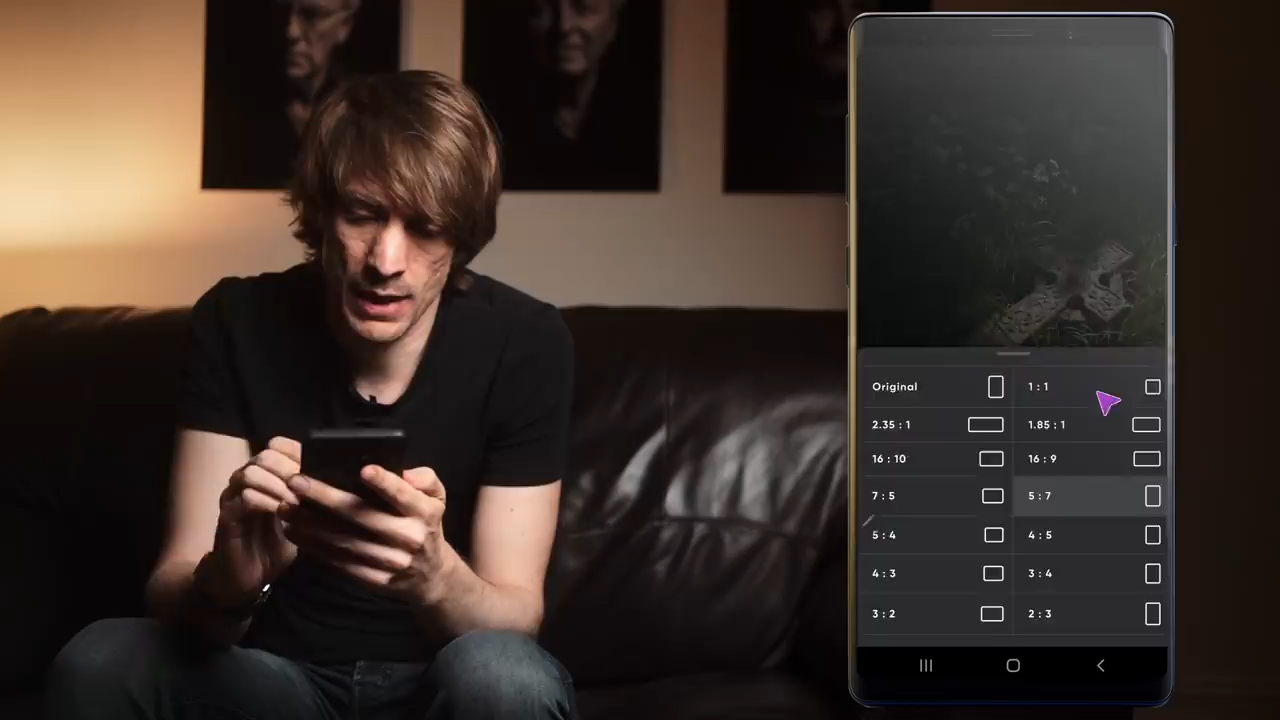 Original 1 : 1
2.35 : 1 1.85 : 1
16 : 10 16 : 9
7 : 5 5 : 7
5 : 4 4 : 5
4 : 3 3 : 4
3 : 2 2 : 3